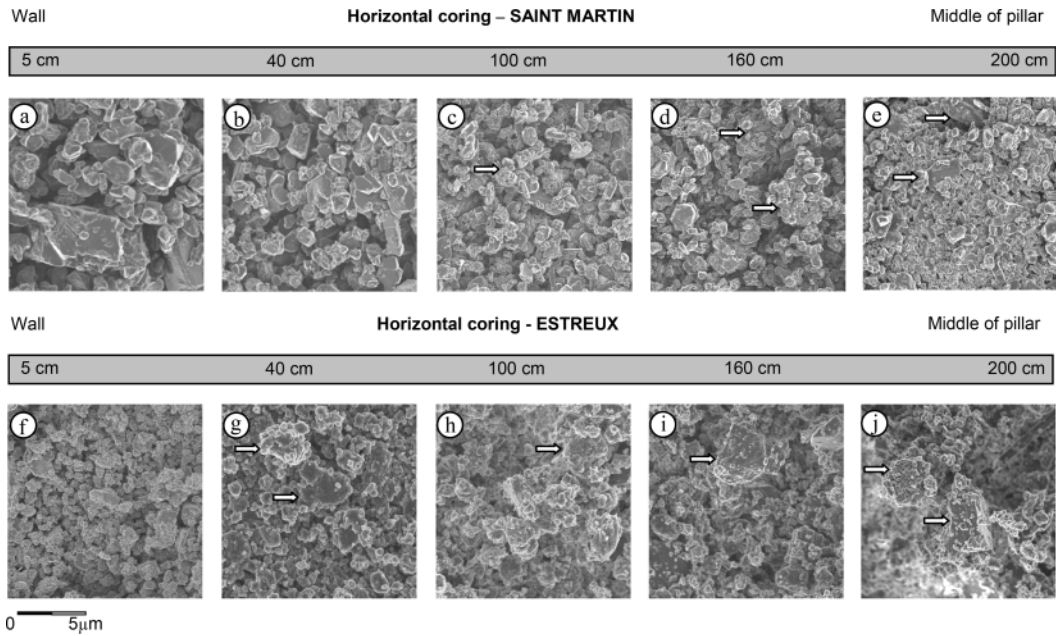 Wall Horizontal coring – SAINT MARTIN Middle of pillar
5 cm 40 cm 100 cm 160 cm 200 cm
a b c d e
Wall Horizontal coring - ESTREUX Middle of pillar
5 cm 40 cm 100 cm 160 cm 200 cm
f g h i j
0 5μm